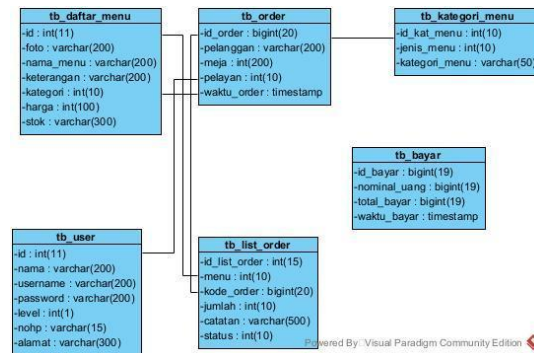 tb_daftar_menu
-id : int(11)
-foto : varchar(200)
-nama_menu : varchar(200)
-keterangan : varchar(200)
-kategori : int(10)
-harga : int(100)
-stok : varchar(300)
tb_order
-id_order : bigint(20)
-pelanggan : varchar(200)
-meja : int(200)
-pelayan : int(10)
-waktu_order : timestamp
tb_kategori_menu
-id_kat_menu : int(10)
-jenis_menu : int(10)
-kategori_menu : varchar(50)
tb_bayar
-id_bayar : bigint(19)
-nominal_uang : bigint(19)
-total_bayar : bigint(19)
-waktu_bayar : timestamp
tb_user
-id : int(11)
-nama : varchar(200)
-username : varchar(200)
-password : varchar(200)
-level : int(1)
-nohp : varchar(15)
-alamat : varchar(300)
tb_list_order
-id_list_order : int(15)
-menu : int(10)
-kode_order : bigint(20)
-jumlah : int(10)
-catatan : varchar(500)
-status : int(10)
Powered By Visual Paradigm Community Edition